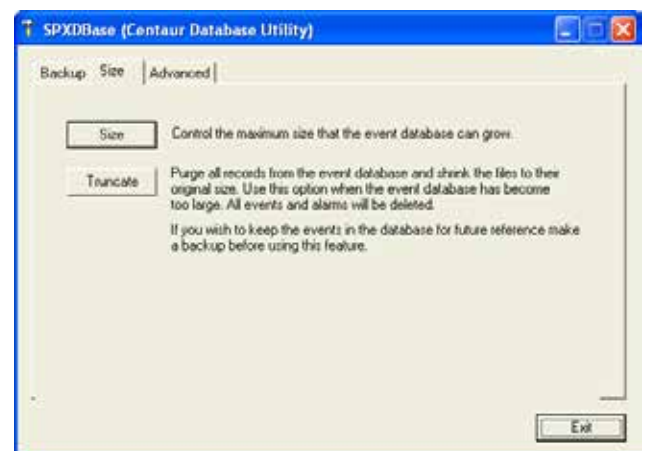 SPXDBase (Centaur Database Utility)
Backup Size Advanced
Size Control the maximum size that the event database can grow.
Truncate Purge all records from the event database and shrink the files to their
original size. Use this option when the event database has become
too large. All events and alarms will be deleted.
If you wish to keep the events in the database for future reference make
a backup before using this feature.
Exit